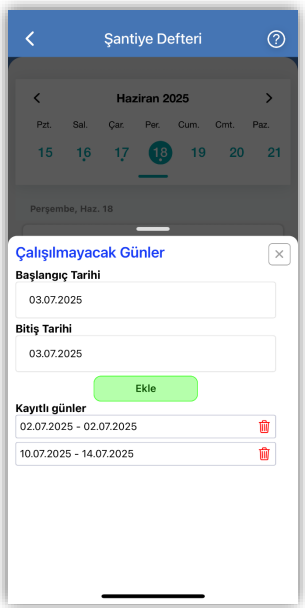 Şantiye Defteri
Haziran 2025
Pzt. Sal. Çar. Per. Cum. Cmt. Paz.
15 16 17 18 19 20 21
Perşembe, Haz. 18
Çalışılmayacak Günler
Başlangıç Tarihi
03.07.2025
Bitiş Tarihi
03.07.2025
Ekle
Kayıtlı günler
02.07.2025 - 02.07.2025
10.07.2025 - 14.07.2025